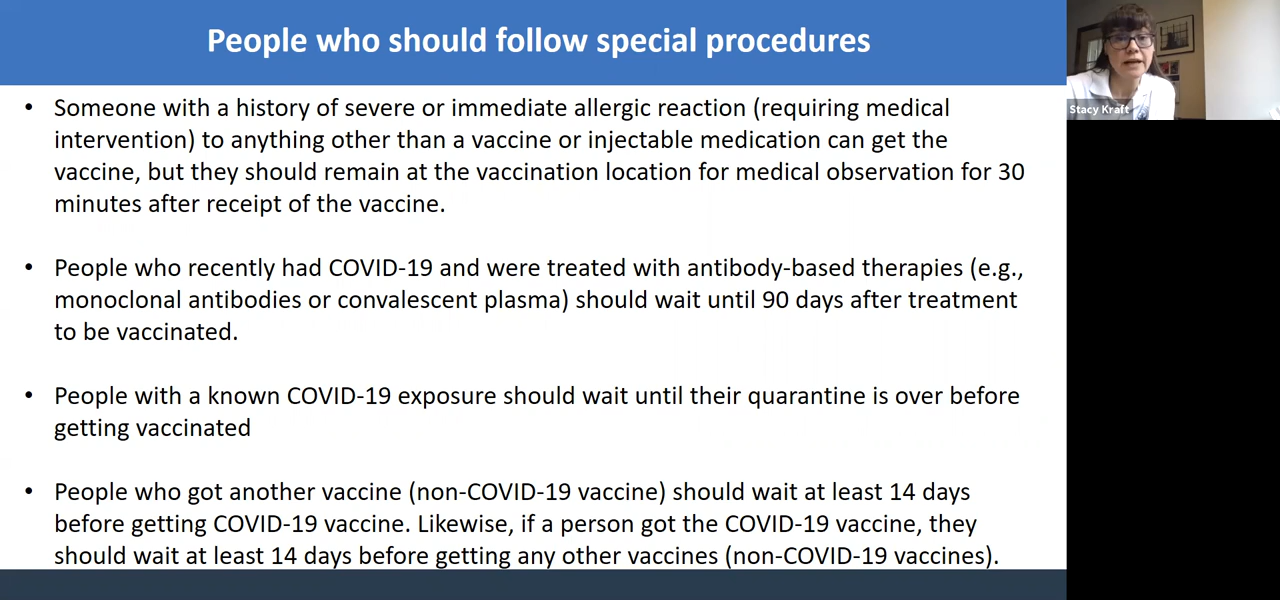 People who should follow special procedures
• Someone with a history of severe or immediate allergic reaction (requiring medical
intervention) to anything other than a vaccine or injectable medication can get the
vaccine, but they should remain at the vaccination location for medical observation for 30
minutes after receipt of the vaccine.
• People who recently had COVID-19 and were treated with antibody-based therapies (e.g.,
monoclonal antibodies or convalescent plasma) should wait until 90 days after treatment
to be vaccinated.
• People with a known COVID-19 exposure should wait until their quarantine is over before
getting vaccinated
• People who got another vaccine (non-COVID-19 vaccine) should wait at least 14 days
before getting COVID-19 vaccine. Likewise, if a person got the COVID-19 vaccine, they
should wait at least 14 days before getting any other vaccines (non-COVID-19 vaccines).
Stacy Kraft